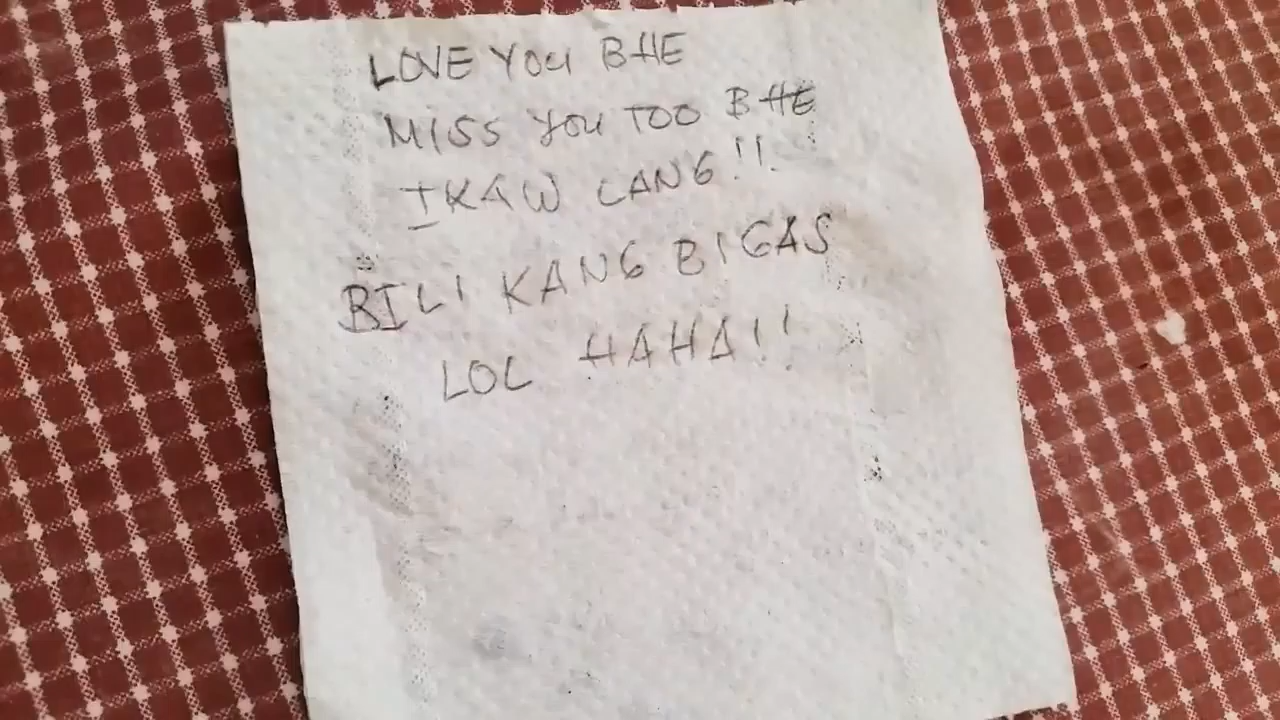 LOVE YOU BHE
MISS YOU TOO BHE
IKAW LANG!!
BILI KANG BIGAS
LOL HAHA!!